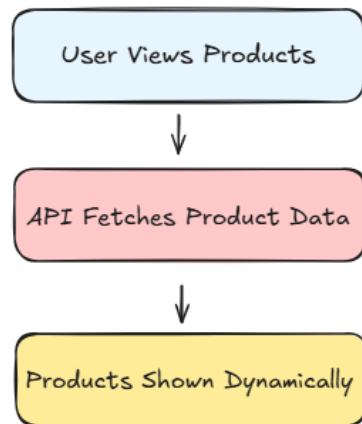 User Views Products
API Fetches Product Data
Products Shown Dynamically